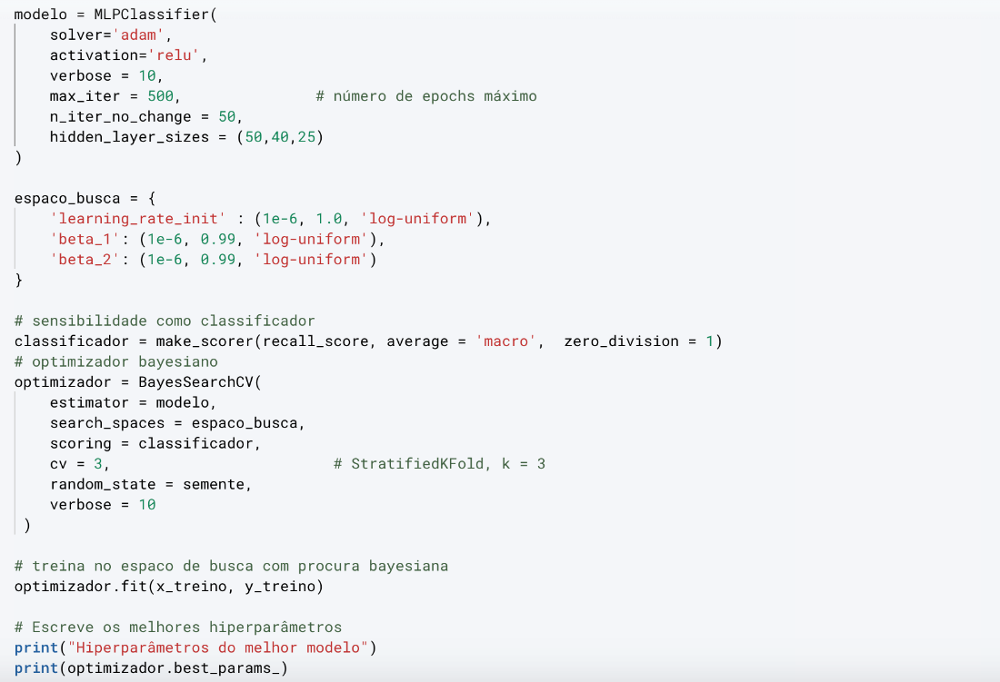 modelo = MLPClassifier(
    solver='adam',
    activation='relu',
    verbose = 10,
    max_iter = 500,               # número de epochs máximo
    n_iter_no_change = 50,
    hidden_layer_sizes = (50,40,25)
)
espaco_busca = {
    'learning_rate_init' : (1e-6, 1.0, 'log-uniform'),
    'beta_1': (1e-6, 0.99, 'log-uniform'),
    'beta_2': (1e-6, 0.99, 'log-uniform')
}
# sensibilidade como classificador
classificador = make_scorer(recall_score, average = 'macro',  zero_division = 1)
# optimizador bayesiano
optimizador = BayesSearchCV(
    estimator = modelo,
    search_spaces = espaco_busca,
    scoring = classificador,
    cv = 3,                         # StratifiedKFold, k = 3
    random_state = semente,
    verbose = 10
 )
# treina no espaco de busca com procura bayesiana
optimizador.fit(x_treino, y_treino)
# Escreve os melhores hiperparâmetros
print("Hiperparâmetros do melhor modelo")
print(optimizador.best_params_)